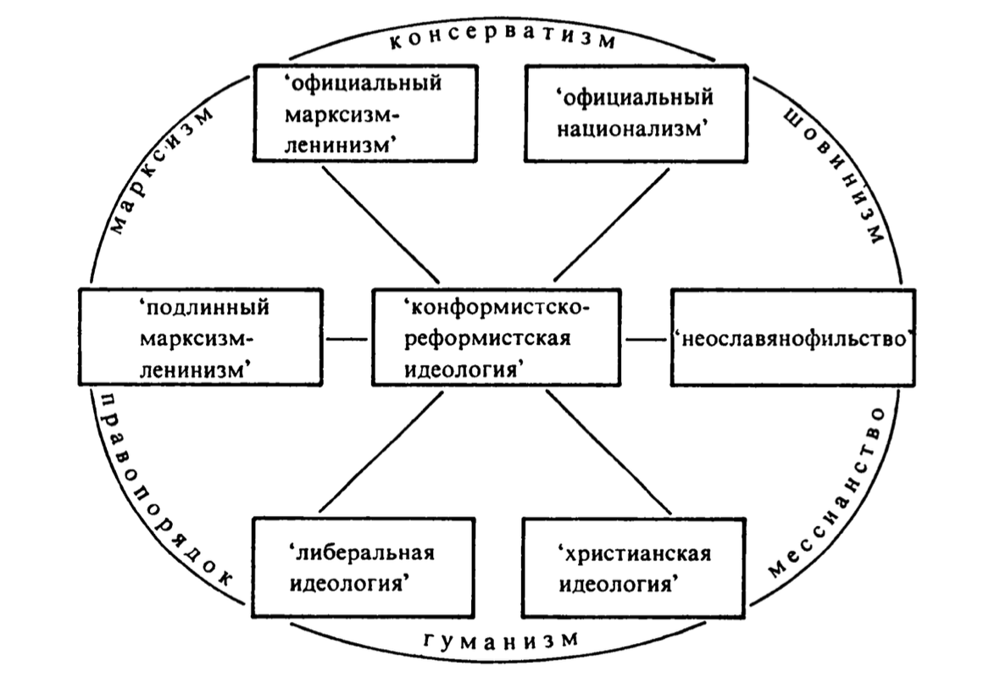 консерватизм
‘официальный
марксизм-
ленинизм’
‘официальный
национализм’
марксизм
шовинизм
‘подлинный
марксизм-
ленинизм’
‘конформистско-
реформистская
идеология’
‘неославянофильство’
правопорядок
мессианство
‘либеральная
идеология’
‘христианская
идеология’
гуманизм